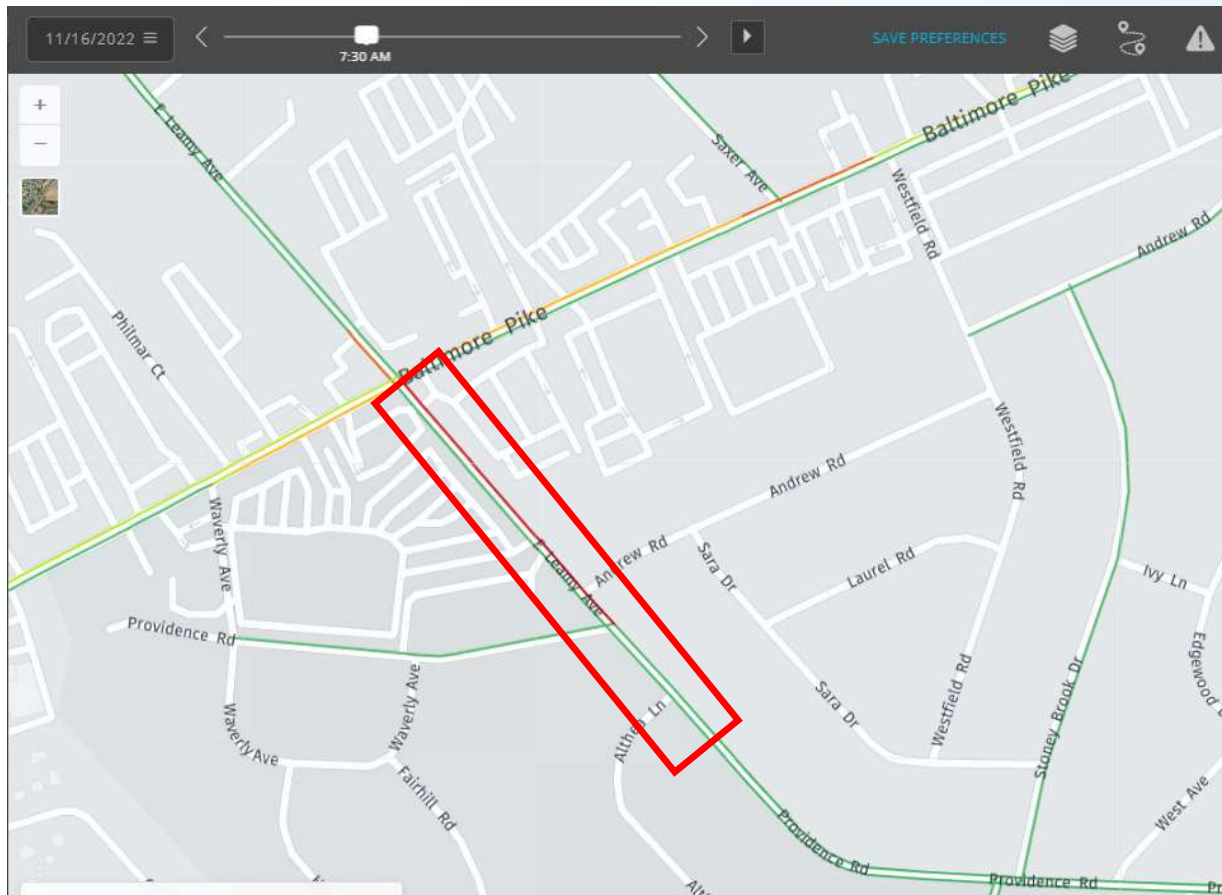 11/16/2022
7:30 AM
SAVE PREFERENCES
+
−
E Leamy Ave
Saxer Ave
Baltimore Pike
Westfield Rd
Andrew Rd
Philmar Ct
Baltimore Pike
Westfield Rd
Andrew Rd
Waverly Ave
E Leamy Ave
Andrew Rd
Sara Dr
Laurel Rd
Ivy Ln
Providence Rd
Edgewood
Waverly Ave
Althea Ln
Sara Dr
Westfield Rd
Stoney Brook Dr
Waverly Ave
Fairhill Rd
West Ave
Providence Rd
Providence Rd